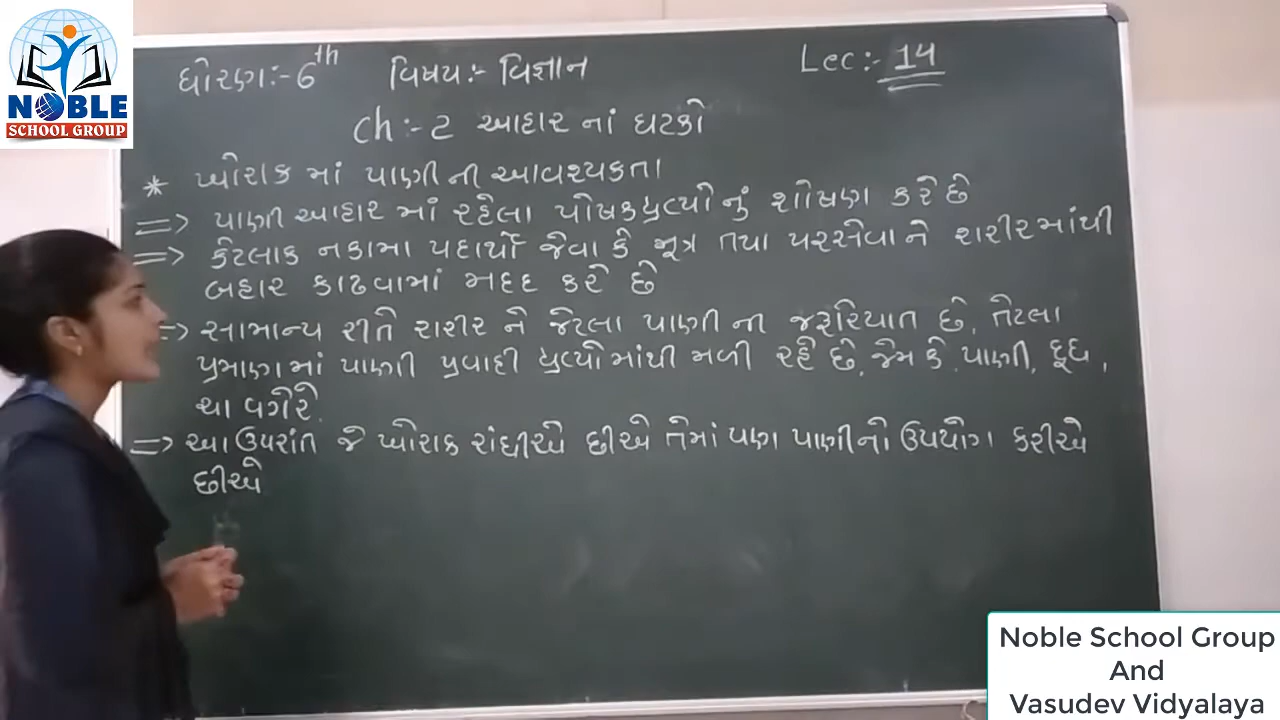 NOBLE
SCHOOL GROUP
ધોરણ:- 6th વિષય:- વિજ્ઞાન Lec:- 14
ch:- 2 આહાર નાં ઘટકો
* ખોરાક માં પાણી ની આવશ્યકતા
=> પાણી આહાર માં રહેલા પોષકદ્રવ્યો નું શોષણ કરે છે
=> કેટલાક નકામા પદાર્થો જેવા કે મૂત્ર તથા પરસેવા ને શરીરમાંથી
બહાર કાઢવામાં મદદ કરે છે
=> સામાન્ય રીતે શરીર ને જેટલા પાણી ની જરૂરિયાત છે, તેટલા
પ્રમાણ માં પાણી પ્રવાહી દ્રવ્યો માંથી મળી રહે છે. જેમ કે પાણી, દૂધ,
ચા વગેરે.
=> આ ઉપરાંત જે ખોરાક રાંધીએ છીએ તેમાં પણ પાણીનો ઉપયોગ કરીએ
છીએ
Noble School Group
And
Vasudev Vidyalaya